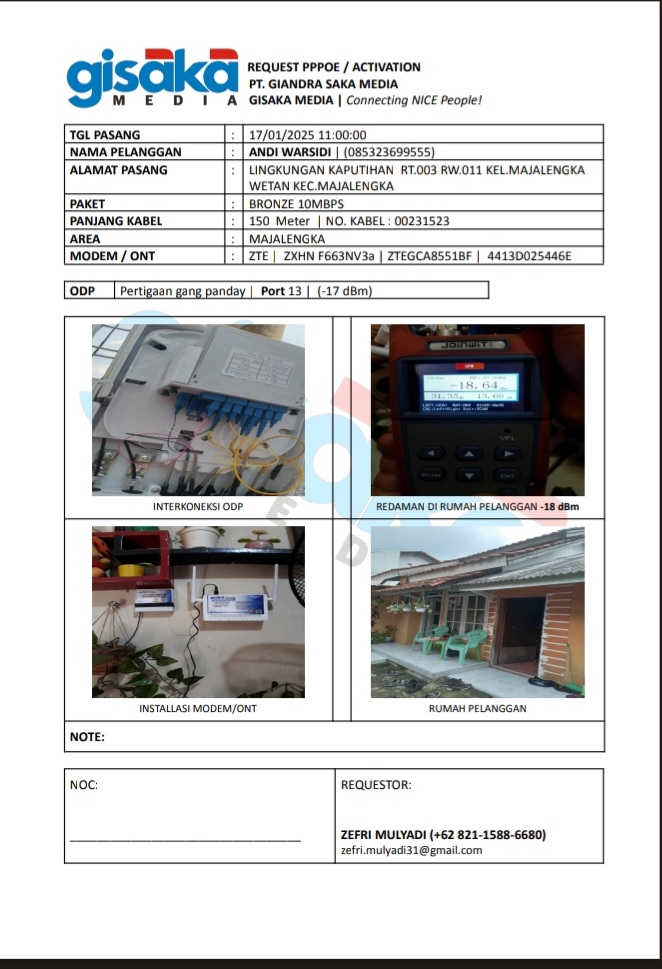 gisaka
MEDIA
REQUEST PPPOE / ACTIVATION
PT. GIANDRA SAKA MEDIA
GISAKA MEDIA | Connecting NICE People!
TGL PASANG : 17/01/2025 11:00:00
NAMA PELANGGAN : ANDI WARSIDI | (085323699555)
ALAMAT PASANG : LINGKUNGAN KAPUTIHAN RT.003 RW.011 KEL.MAJALENGKA
WETAN KEC.MAJALENGKA
PAKET : BRONZE 10MBPS
PANJANG KABEL : 150 Meter | NO. KABEL : 00231523
AREA : MAJALENGKA
MODEM / ONT : ZTE | ZXHN F663NV3a | ZTEGCA8551BF | 4413D025446E
ODP Pertigaan gang panday | Port 13 | (-17 dBm)
JOINWIT
-18.64
VFL
SCAN
ENT
INTERKONEKSI ODP
REDAMAN DI RUMAH PELANGGAN -18 dBm
INSTALLASI MODEM/ONT
RUMAH PELANGGAN
NOTE:
NOC:
REQUESTOR:
ZEFRI MULYADI (+62 821-1588-6680)
zefri.mulyadi31@gmail.com